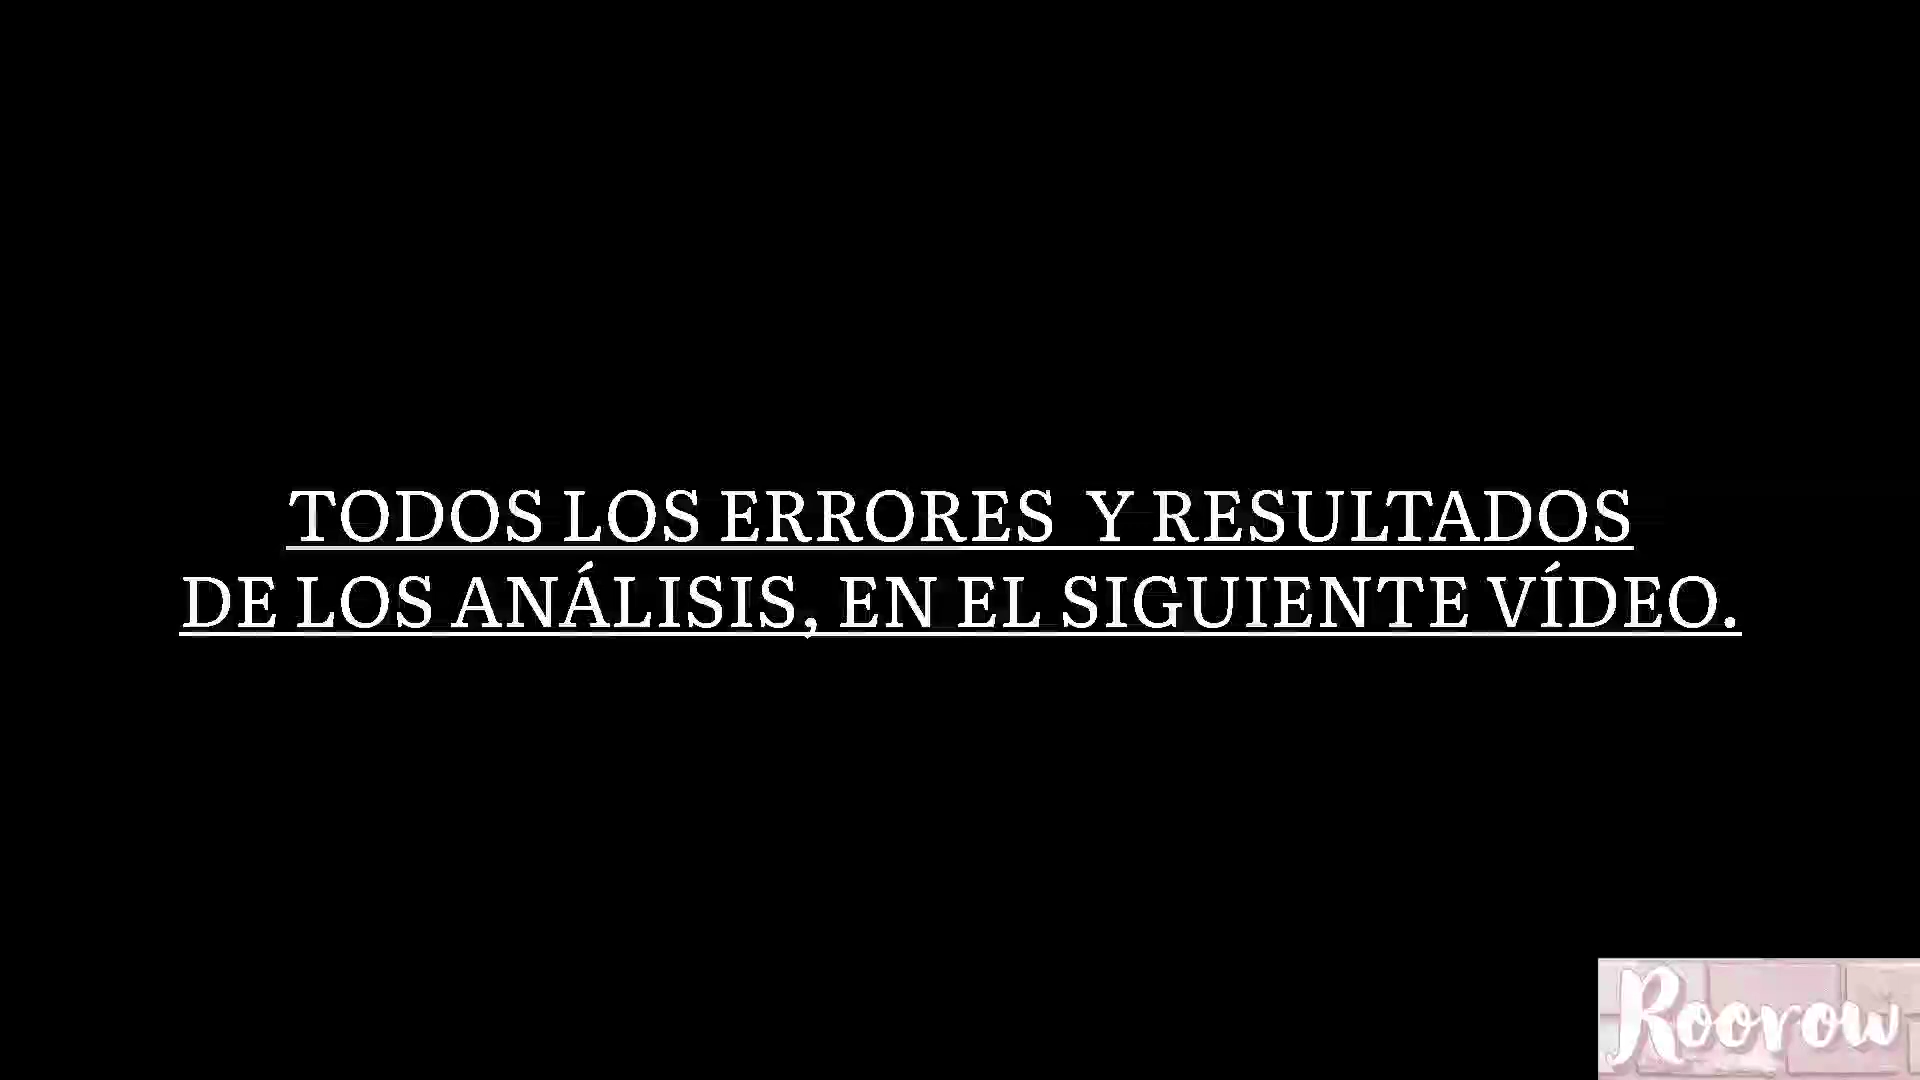 TODOS LOS ERRORES Y RESULTADOS
DE LOS ANÁLISIS, EN EL SIGUIENTE VÍDEO.
Roorow